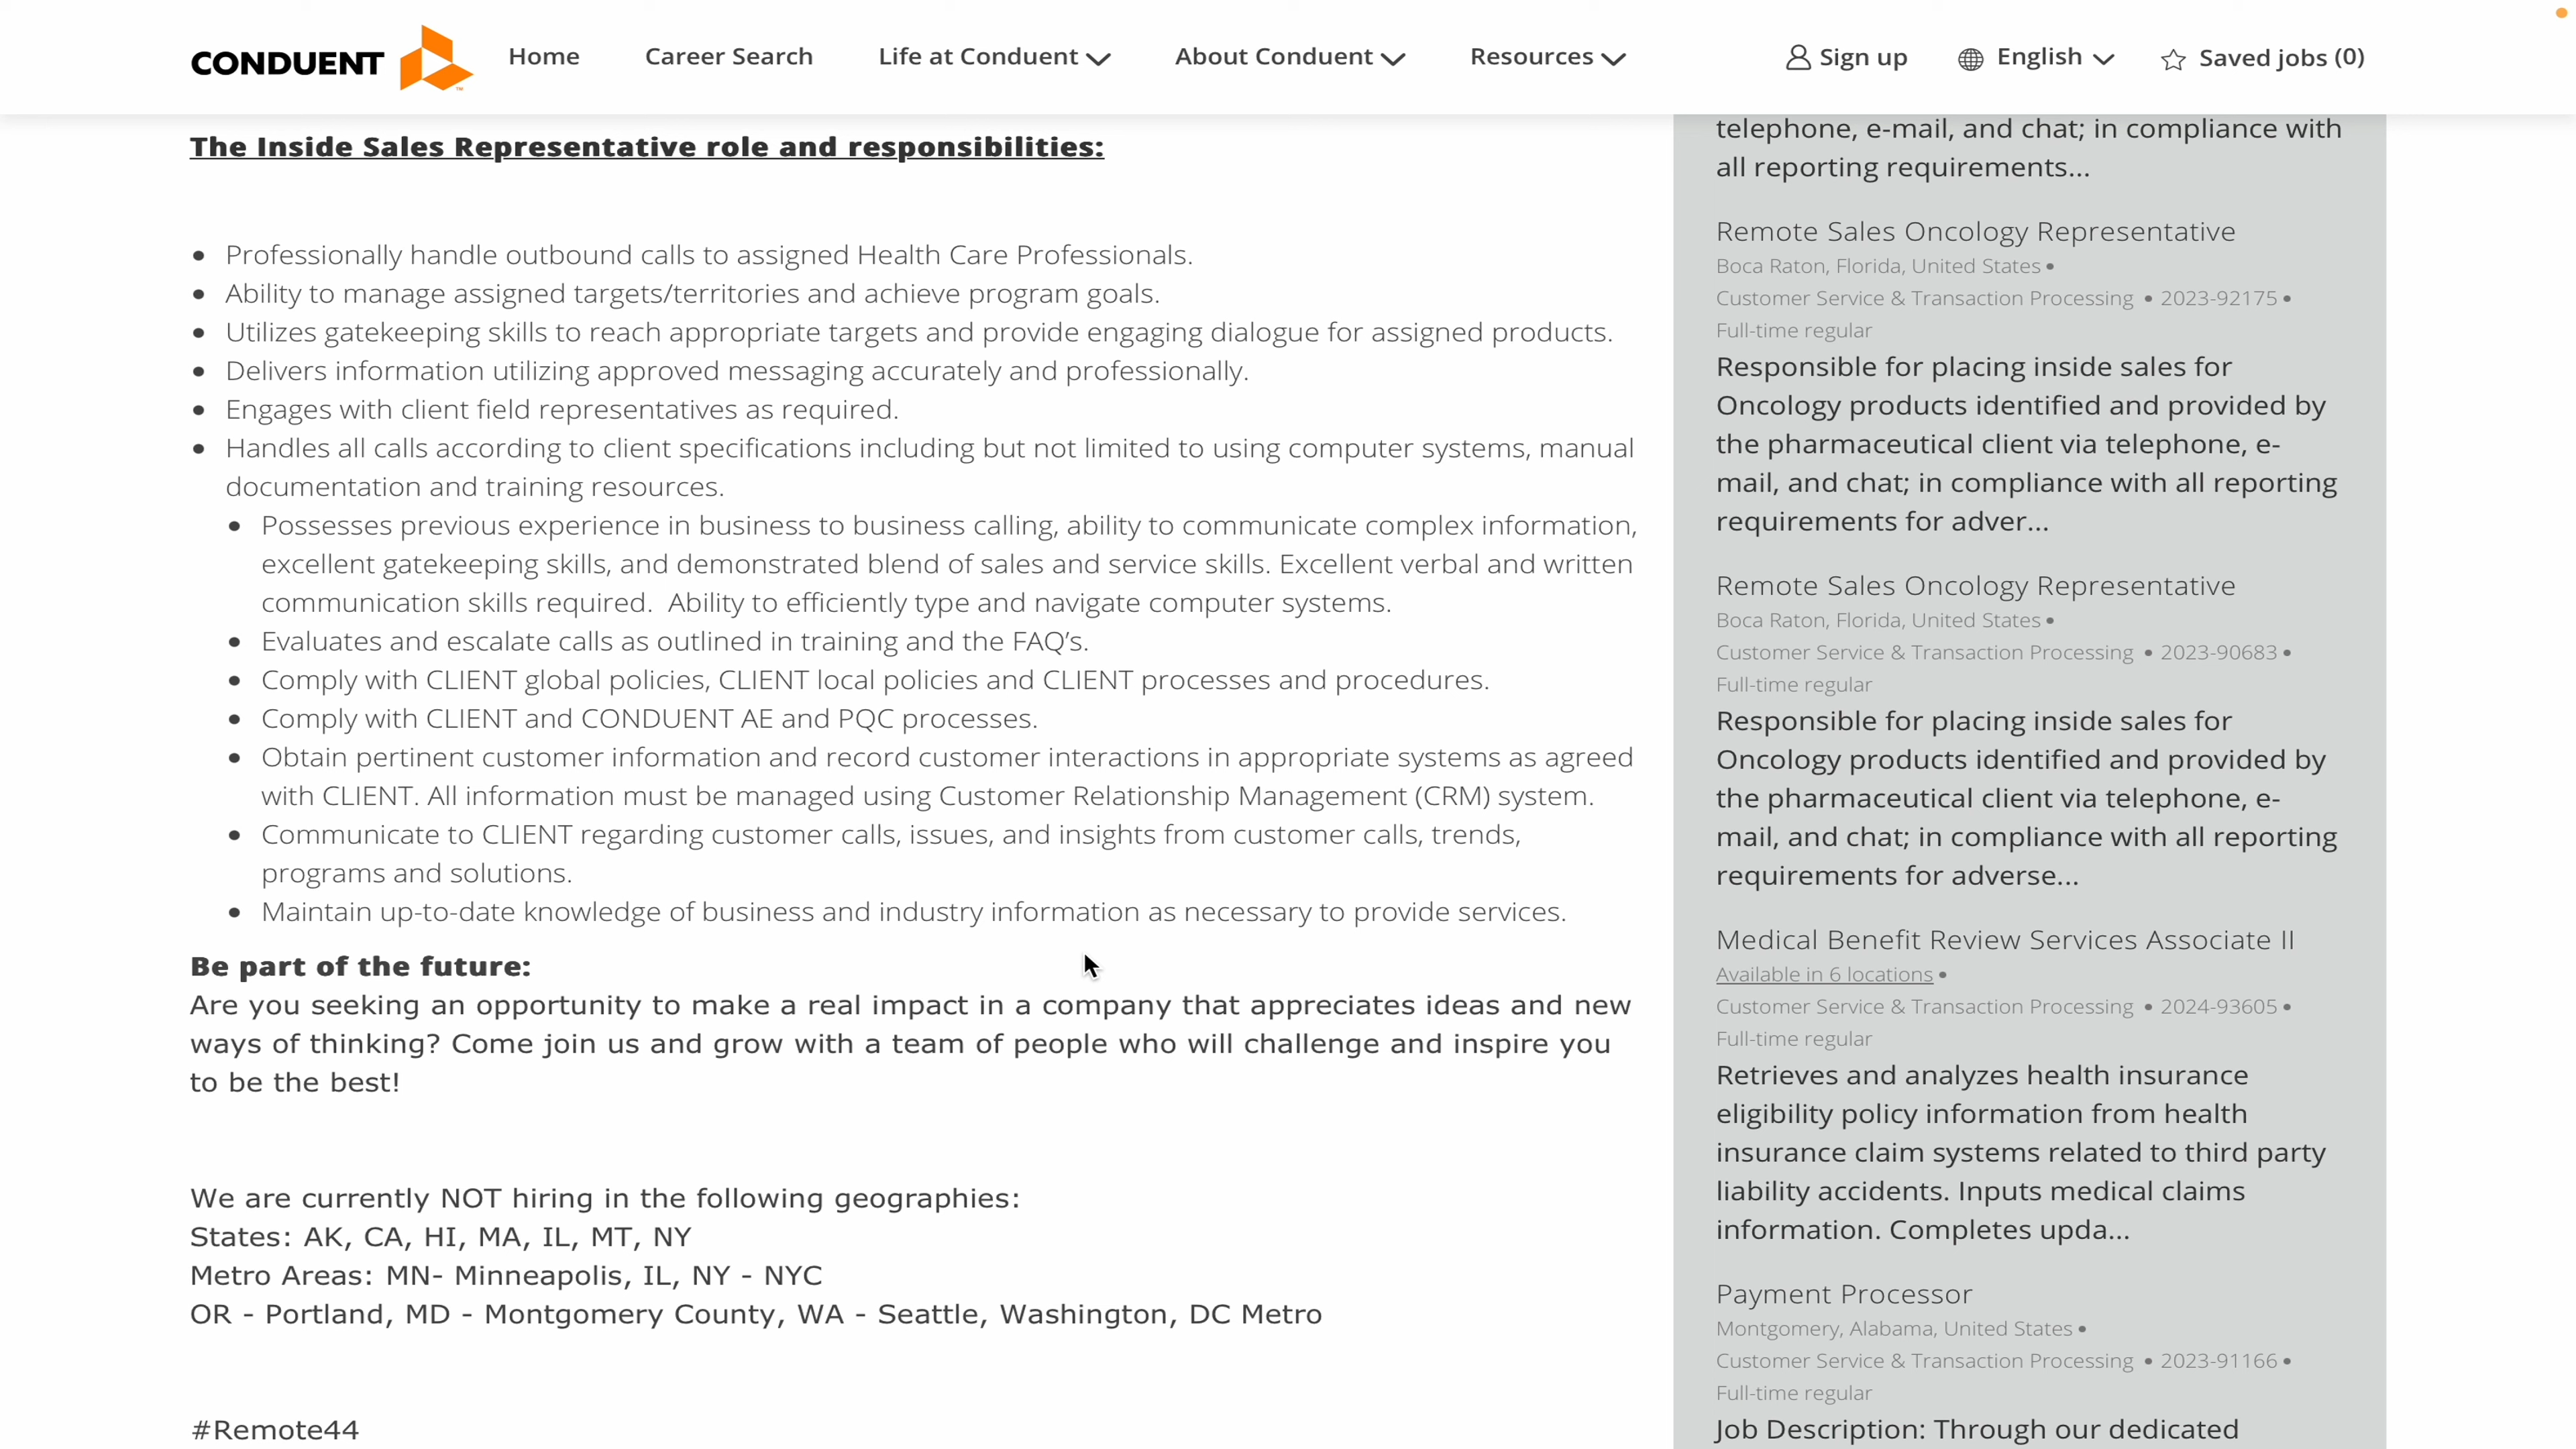 CONDUENT
Home
Career Search
Life at Conduent
About Conduent
Resources
Sign up
English
Saved jobs (0)
The Inside Sales Representative role and responsibilities:
• Professionally handle outbound calls to assigned Health Care Professionals.
• Ability to manage assigned targets/territories and achieve program goals.
• Utilizes gatekeeping skills to reach appropriate targets and provide engaging dialogue for assigned products.
• Delivers information utilizing approved messaging accurately and professionally.
• Engages with client field representatives as required.
• Handles all calls according to client specifications including but not limited to using computer systems, manual
documentation and training resources.
• Possesses previous experience in business to business calling, ability to communicate complex information,
excellent gatekeeping skills, and demonstrated blend of sales and service skills. Excellent verbal and written
communication skills required.  Ability to efficiently type and navigate computer systems.
• Evaluates and escalate calls as outlined in training and the FAQ’s.
• Comply with CLIENT global policies, CLIENT local policies and CLIENT processes and procedures.
• Comply with CLIENT and CONDUENT AE and PQC processes.
• Obtain pertinent customer information and record customer interactions in appropriate systems as agreed
with CLIENT. All information must be managed using Customer Relationship Management (CRM) system.
• Communicate to CLIENT regarding customer calls, issues, and insights from customer calls, trends,
programs and solutions.
• Maintain up-to-date knowledge of business and industry information as necessary to provide services.
Be part of the future:
Are you seeking an opportunity to make a real impact in a company that appreciates ideas and new
ways of thinking? Come join us and grow with a team of people who will challenge and inspire you
to be the best!
We are currently NOT hiring in the following geographies:
States: AK, CA, HI, MA, IL, MT, NY
Metro Areas: MN- Minneapolis, IL, NY - NYC
OR - Portland, MD - Montgomery County, WA - Seattle, Washington, DC Metro
#Remote44
telephone, e-mail, and chat; in compliance with
all reporting requirements...
Remote Sales Oncology Representative
Boca Raton, Florida, United States •
Customer Service & Transaction Processing • 2023-92175 •
Full-time regular
Responsible for placing inside sales for
Oncology products identified and provided by
the pharmaceutical client via telephone, e-
mail, and chat; in compliance with all reporting
requirements for adver...
Remote Sales Oncology Representative
Boca Raton, Florida, United States •
Customer Service & Transaction Processing • 2023-90683 •
Full-time regular
Responsible for placing inside sales for
Oncology products identified and provided by
the pharmaceutical client via telephone, e-
mail, and chat; in compliance with all reporting
requirements for adverse...
Medical Benefit Review Services Associate II
Available in 6 locations •
Customer Service & Transaction Processing • 2024-93605 •
Full-time regular
Retrieves and analyzes health insurance
eligibility policy information from health
insurance claim systems related to third party
liability accidents. Inputs medical claims
information. Completes upda...
Payment Processor
Montgomery, Alabama, United States •
Customer Service & Transaction Processing • 2023-91166 •
Full-time regular
Job Description: Through our dedicated